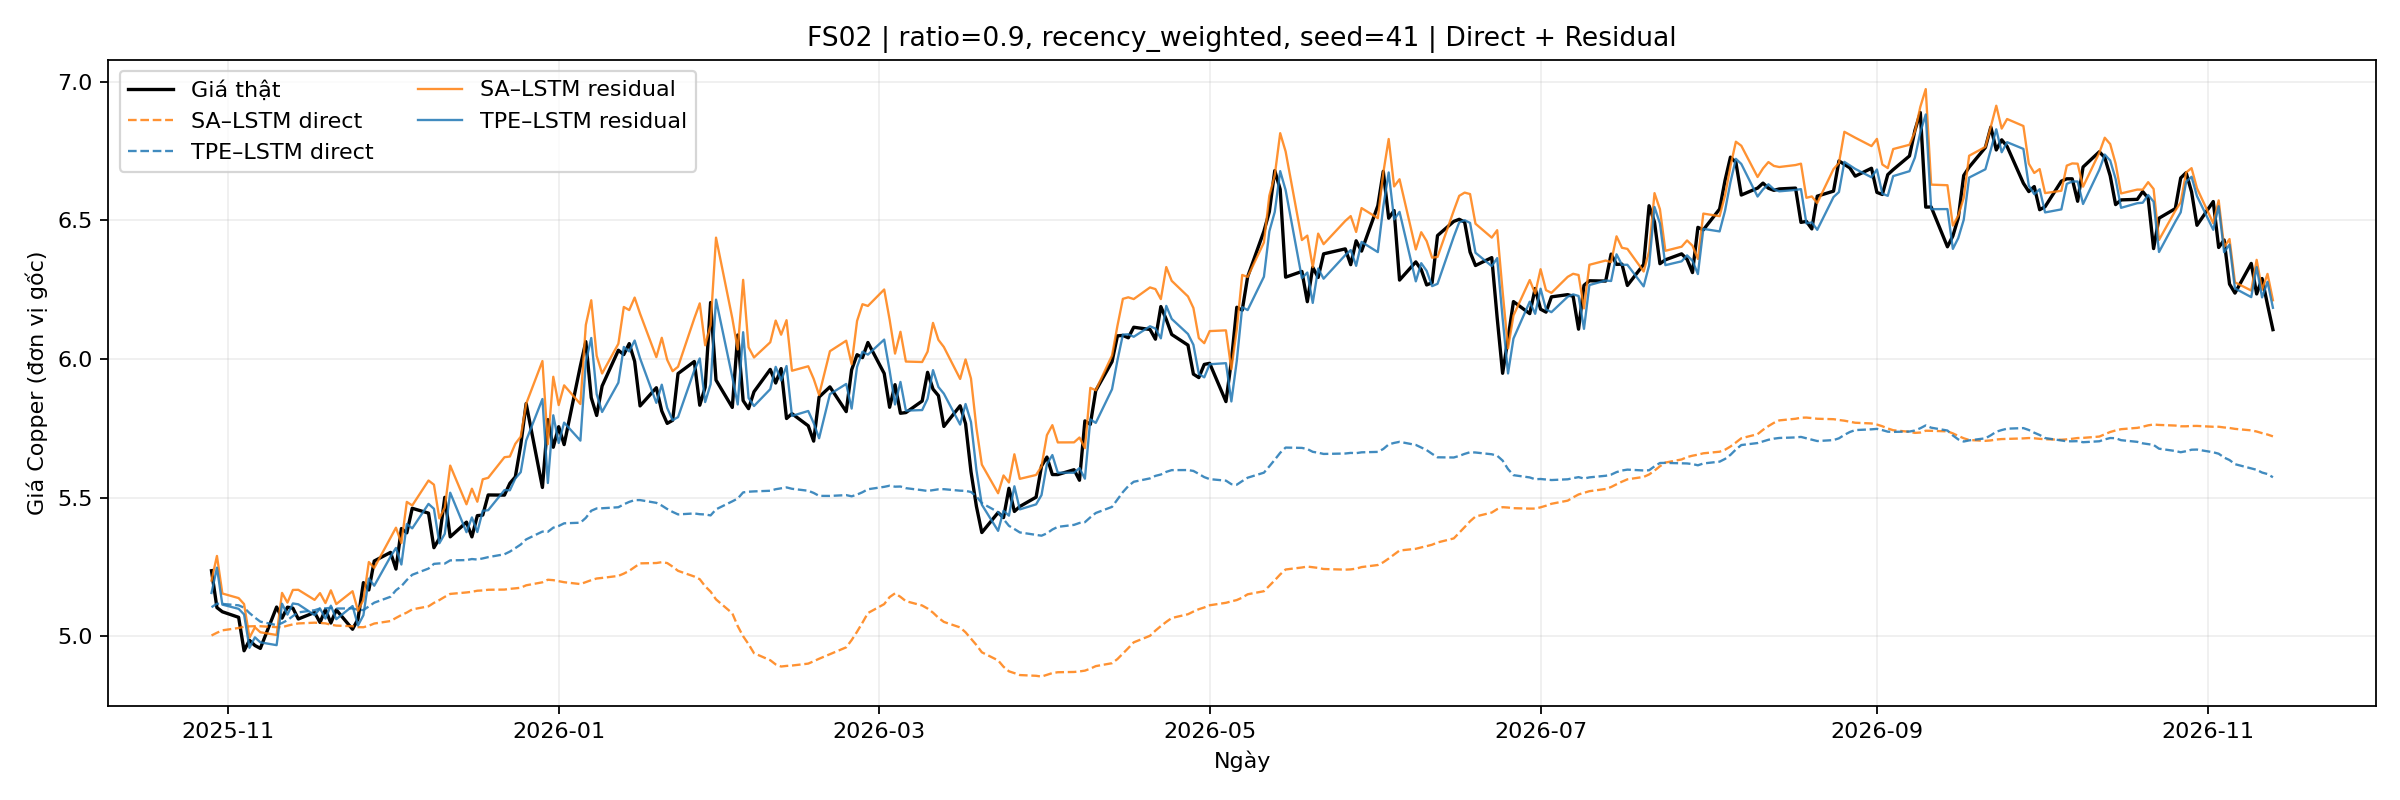 FS02 | ratio=0.9, recency_weighted, seed=41 | Direct + Residual
Giá thật
SA–LSTM direct
TPE–LSTM direct
SA–LSTM residual
TPE–LSTM residual
Giá Copper (đơn vị gốc)
7.0
6.5
6.0
5.5
5.0
2025-11
2026-01
2026-03
2026-05
2026-07
2026-09
2026-11
Ngày